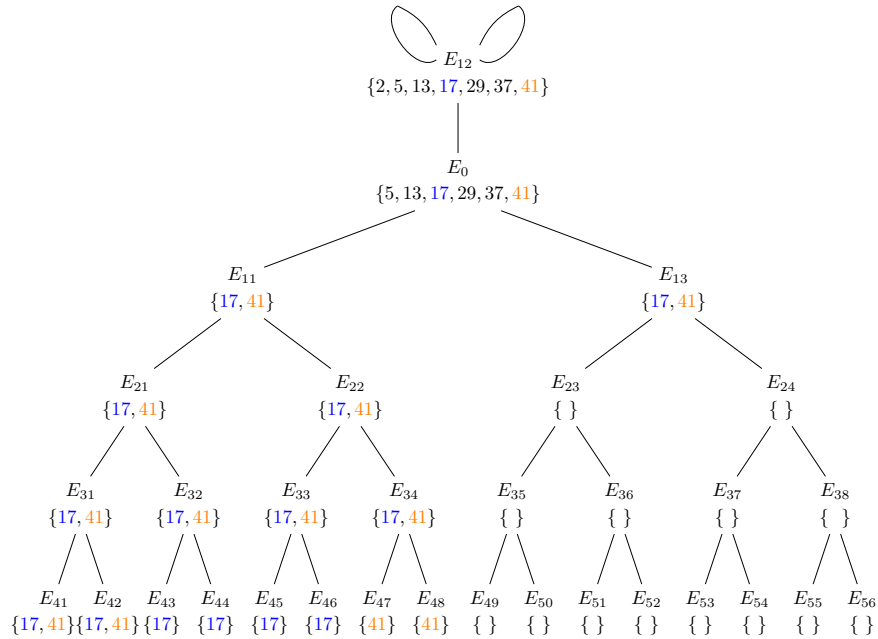 E₁₂
{2, 5, 13, 17, 29, 37, 41}
E₀
{5, 13, 17, 29, 37, 41}
E₁₁ E₁₃
{17, 41} {17, 41}
E₂₁ E₂₂ E₂₃ E₂₄
{17, 41} {17, 41} { } { }
E₃₁ E₃₂ E₃₃ E₃₄ E₃₅ E₃₆ E₃₇ E₃₈
{17, 41} {17, 41} {17, 41} {17, 41} { } { } { } { }
E₄₁ E₄₂ E₄₃ E₄₄ E₄₅ E₄₆ E₄₇ E₄₈ E₄₉ E₅₀ E₅₁ E₅₂ E₅₃ E₅₄ E₅₅ E₅₆
{17, 41} {17, 41} {17} {17} {17} {17} {41} {41} { } { } { } { } { } { } { } { }